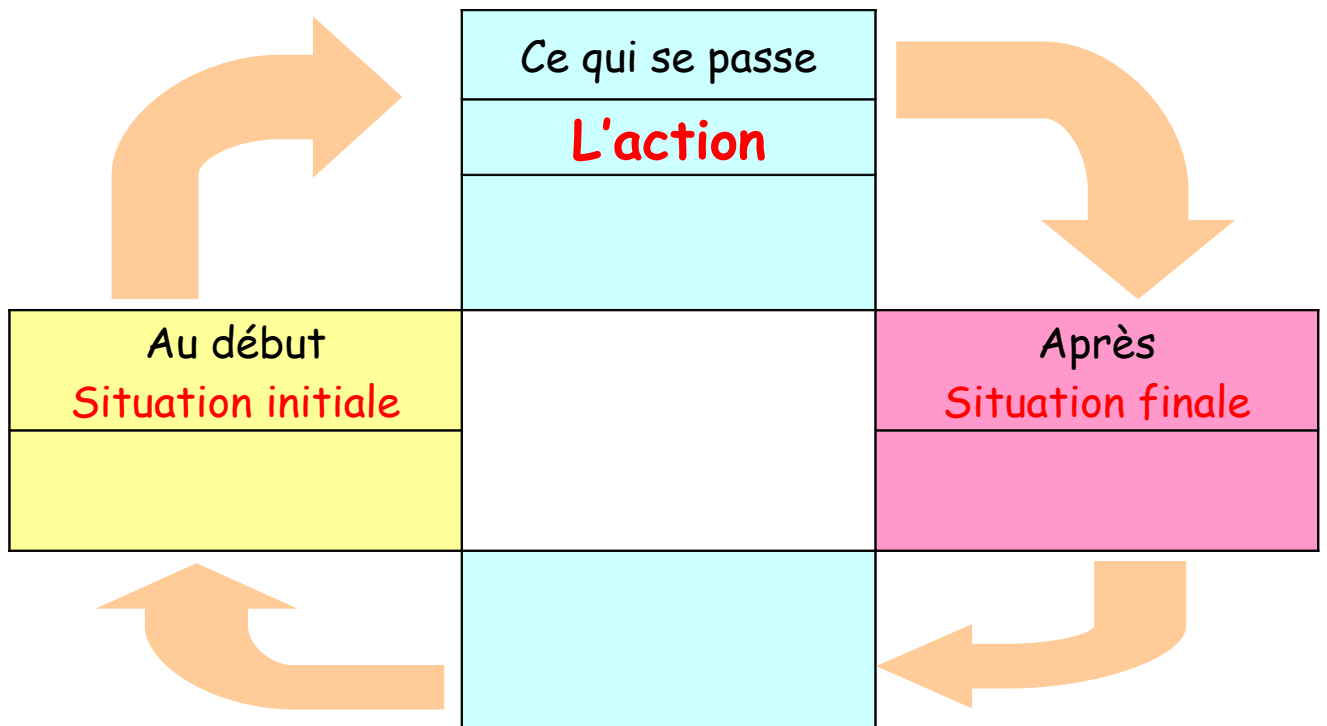 Ce qui se passe
L'action
Au début
Situation initiale
Après
Situation finale